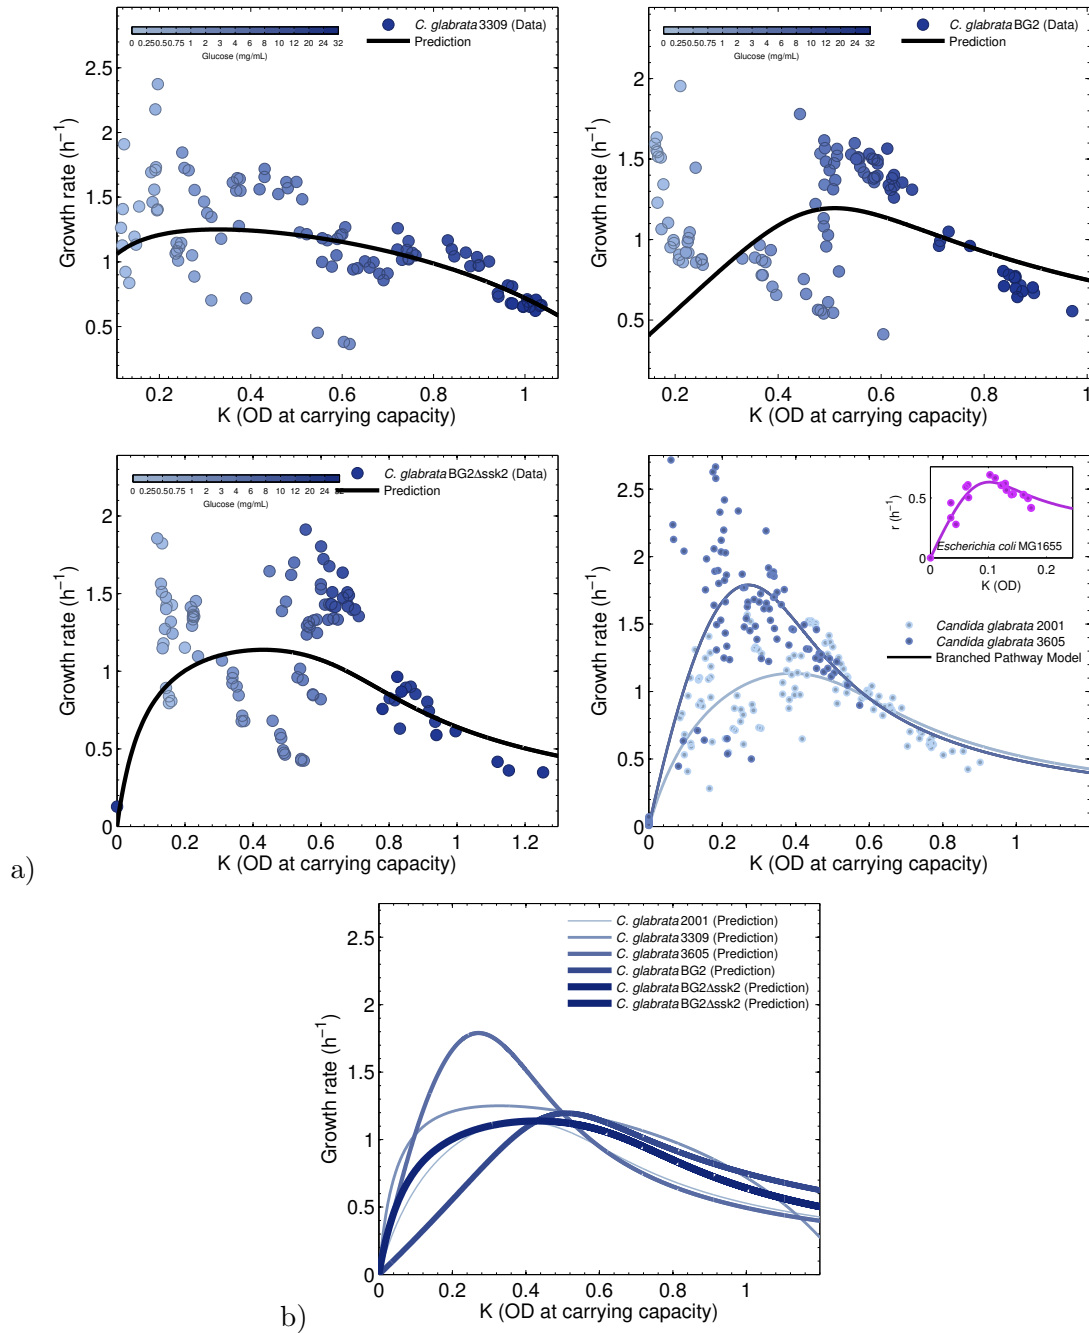 C. glabrata 3309 (Data)
Prediction
0 0.25 0.5 0.75 1 2 3 4 6 8 10 12 20 24 32
Glucose (mg/mL)
2.5
2
1.5
1
0.5
Growth rate (h⁻¹)
0.2 0.4 0.6 0.8 1
K (OD at carrying capacity)
C. glabrata BG2 (Data)
Prediction
0 0.25 0.5 0.75 1 2 3 4 6 8 10 12 20 24 32
Glucose (mg/mL)
2
1.5
1
0.5
Growth rate (h⁻¹)
0.2 0.4 0.6 0.8 1
K (OD at carrying capacity)
C. glabrata BG2Δssk2 (Data)
Prediction
0 0.25 0.5 0.75 1 2 3 4 6 8 10 12 20 24
Glucose (mg/mL)
2
1.5
1
0.5
0
Growth rate (h⁻¹)
0 0.2 0.4 0.6 0.8 1 1.2
K (OD at carrying capacity)
2.5
2
1.5
1
0.5
0
Growth rate (h⁻¹)
0 0.2 0.4 0.6 0.8 1
K (OD at carrying capacity)
0.5
0
r (h⁻¹)
Escherichia coli MG1655
0 0.1 0.2
K (OD)
Candida glabrata 2001
Candida glabrata 3605
Branched Pathway Model
a)
C. glabrata 2001 (Prediction)
C. glabrata 3309 (Prediction)
C. glabrata 3605 (Prediction)
C. glabrata BG2 (Prediction)
C. glabrata BG2Δssk2 (Prediction)
C. glabrata BG2Δssk2 (Prediction)
2.5
2
1.5
1
0.5
0
Growth rate (h⁻¹)
0 0.2 0.4 0.6 0.8 1
K (OD at carrying capacity)
b)